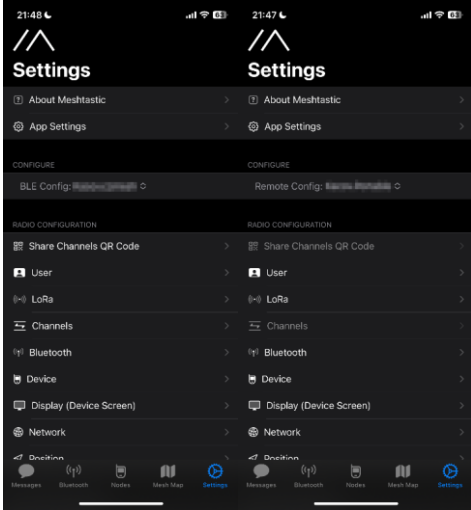 21:48
Settings
About Meshtastic
App Settings
CONFIGURE
BLE Config:
RADIO CONFIGURATION
Share Channels QR Code
User
LoRa
Channels
Bluetooth
Device
Display (Device Screen)
Network
Position
Messages
Bluetooth
Nodes
Mesh Map
Settings
21:47
Settings
About Meshtastic
App Settings
CONFIGURE
Remote Config:
RADIO CONFIGURATION
Share Channels QR Code
User
LoRa
Channels
Bluetooth
Device
Display (Device Screen)
Network
Position
Messages
Bluetooth
Nodes
Mesh Map
Settings